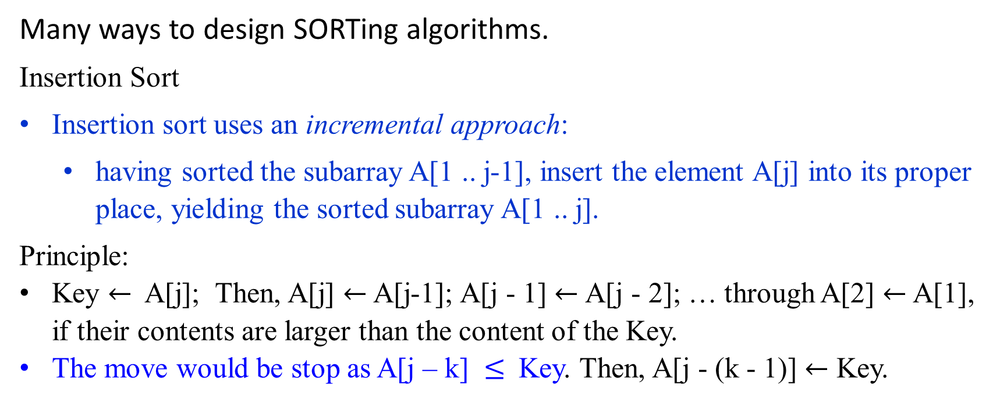 Many ways to design SORTing algorithms.
Insertion Sort
• Insertion sort uses an incremental approach:
• having sorted the subarray A[1 .. j-1], insert the element A[j] into its proper
place, yielding the sorted subarray A[1 .. j].
Principle:
• Key ← A[j]; Then, A[j] ← A[j-1]; A[j - 1] ← A[j - 2]; … through A[2] ← A[1],
if their contents are larger than the content of the Key.
• The move would be stop as A[j – k] ≤ Key. Then, A[j - (k - 1)] ← Key.